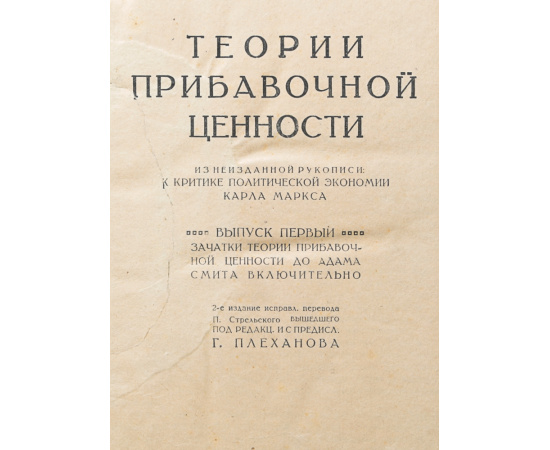 ТЕОРИИ
ПРИБАВОЧНОЙ
ЦЕННОСТИ
ИЗ НЕИЗДАННОЙ РУКОПИСИ:
К КРИТИКЕ ПОЛИТИЧЕСКОЙ ЭКОНОМИИ
КАРЛА МАРКСА
ВЫПУСК ПЕРВЫЙ
ЗАЧАТКИ ТЕОРИИ ПРИБАВОЧ-
НОЙ ЦЕННОСТИ ДО АДАМА
СМИТА ВКЛЮЧИТЕЛЬНО
2-е издание исправл. перевода
П. Стрельского ВЫШЕДШЕГО
ПОД РЕДАКЦ. И С ПРЕДИСЛ.
Г. ПЛЕХАНОВА